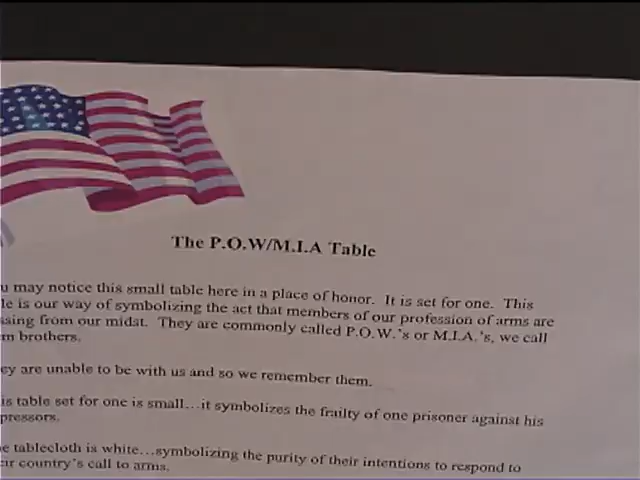 The P.O.W/M.I.A Table
u may notice this small table here in a place of honor. It is set for one. This
le is our way of symbolizing the act that members of our profession of arms are
ssing from our midst. They are commonly called P.O.W.'s or M.I.A.'s, we call
m brothers.
ey are unable to be with us and so we remember them.
is table set for one is small...it symbolizes the frailty of one prisoner against his
pressors.
e tablecloth is white...symbolizing the purity of their intentions to respond to
ir country's call to arms.